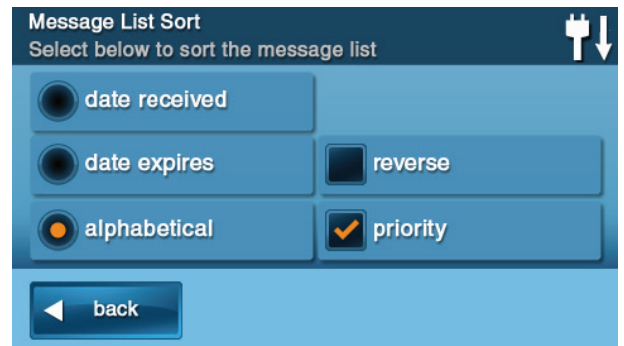 Message List Sort
Select below to sort the message list
date received
date expires
reverse
alphabetical
priority
back